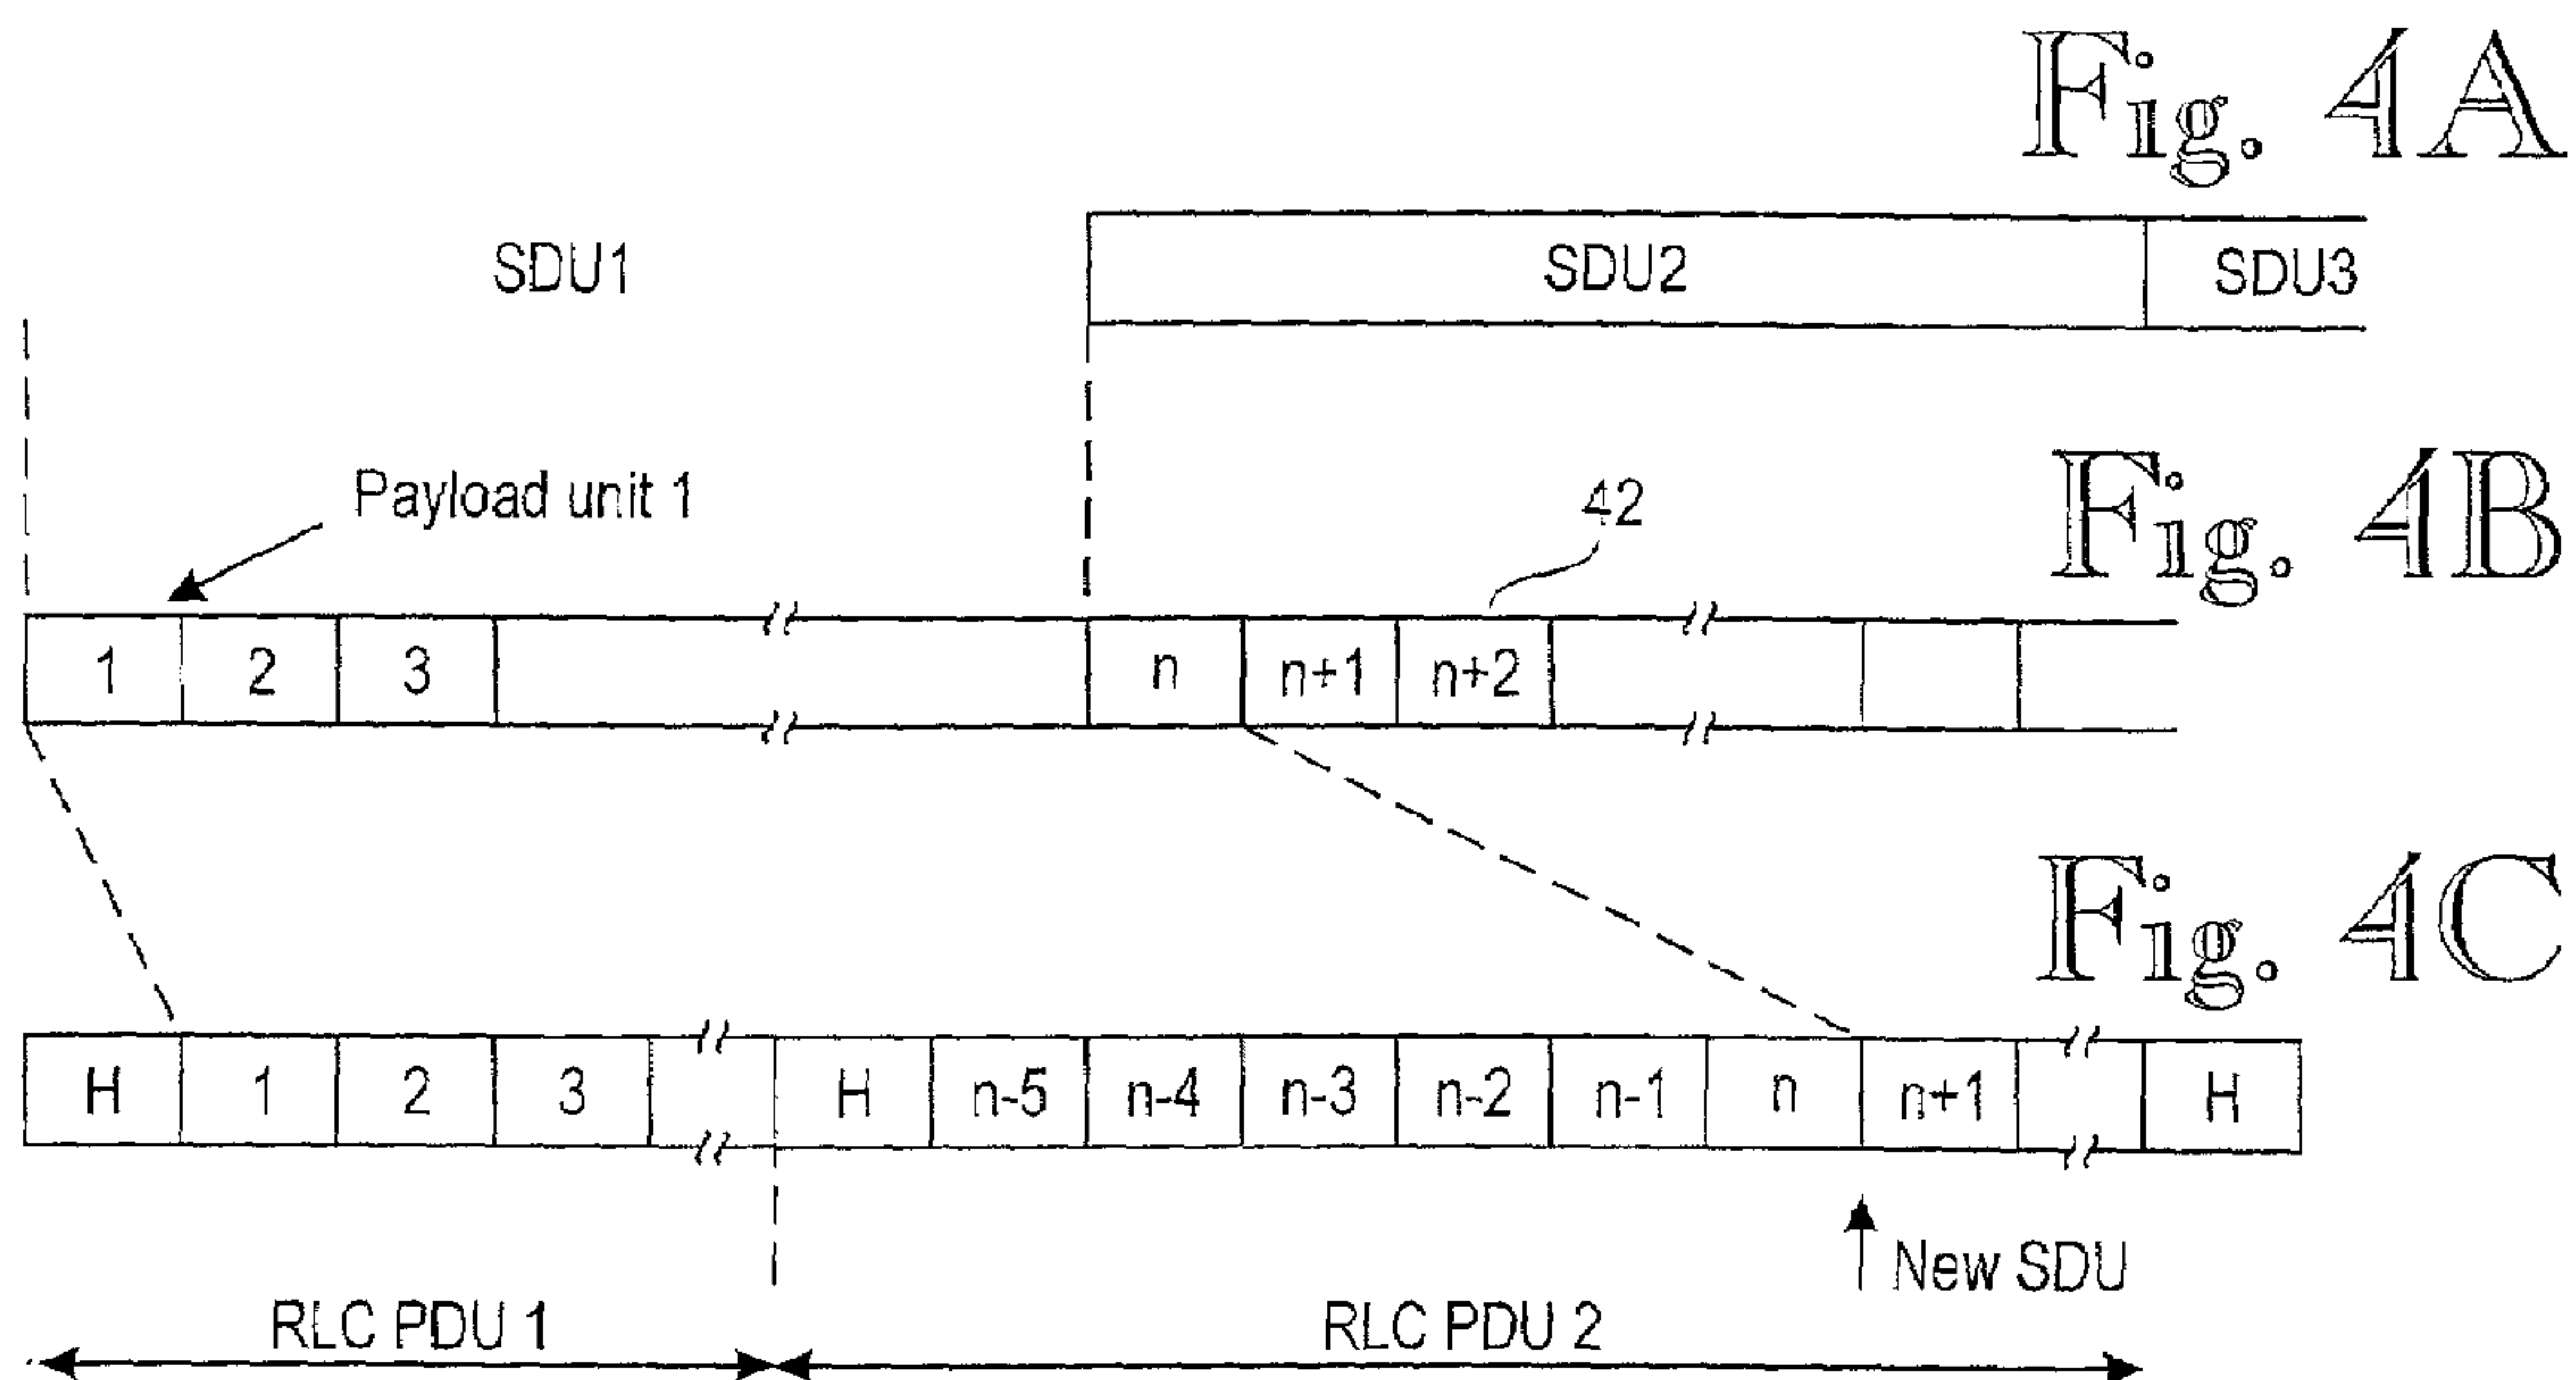 Fig. 4A
SDU1 SDU2 SDU3
Payload unit 1
42
Fig. 4B
1 2 3 n n+1 n+2
Fig. 4C
H 1 2 3 H n-5 n-4 n-3 n-2 n-1 n n+1 H
New SDU
RLC PDU 1 RLC PDU 2